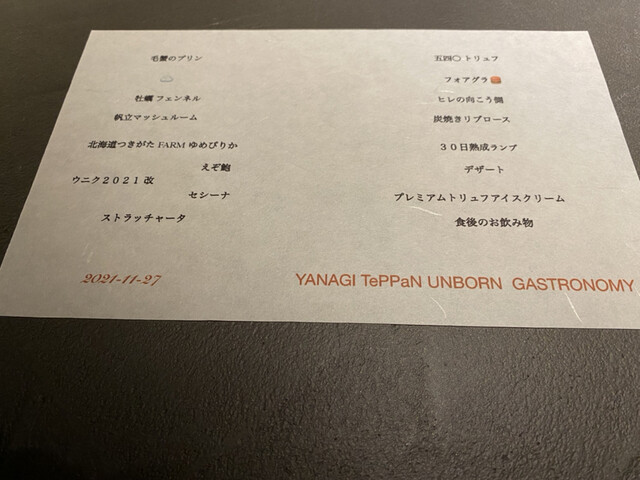 毛蟹のプリン
牡蠣 フェンネル
帆立マッシュルーム
北海道つきがた FARM ゆめぴりか
えぞ鮑
ウニク2021改
セシーナ
ストラッチャータ
五四〇トリュフ
フォアグラ
ヒレの向こう側
炭焼きリブロース
30日熟成ランプ
デザート
プレミアムトリュフアイスクリーム
食後のお飲み物
2021-11-27
YANAGI TePPaN UNBORN GASTRONOMY